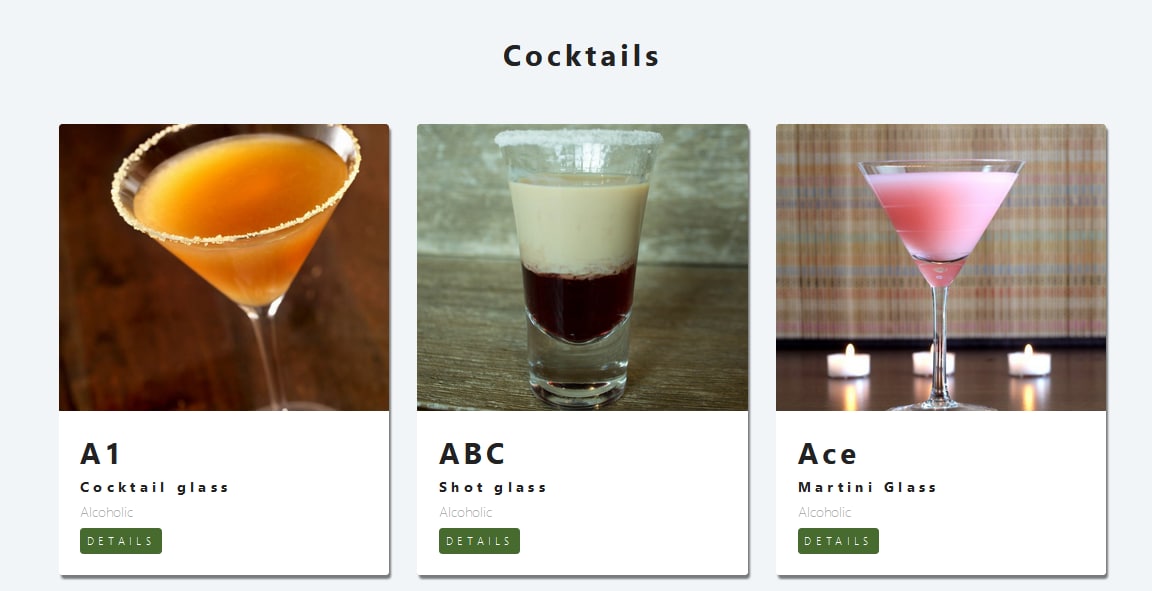 Cocktails
A1
Cocktail glass
Alcoholic
DETAILS
ABC
Shot glass
Alcoholic
DETAILS
Ace
Martini Glass
Alcoholic
DETAILS